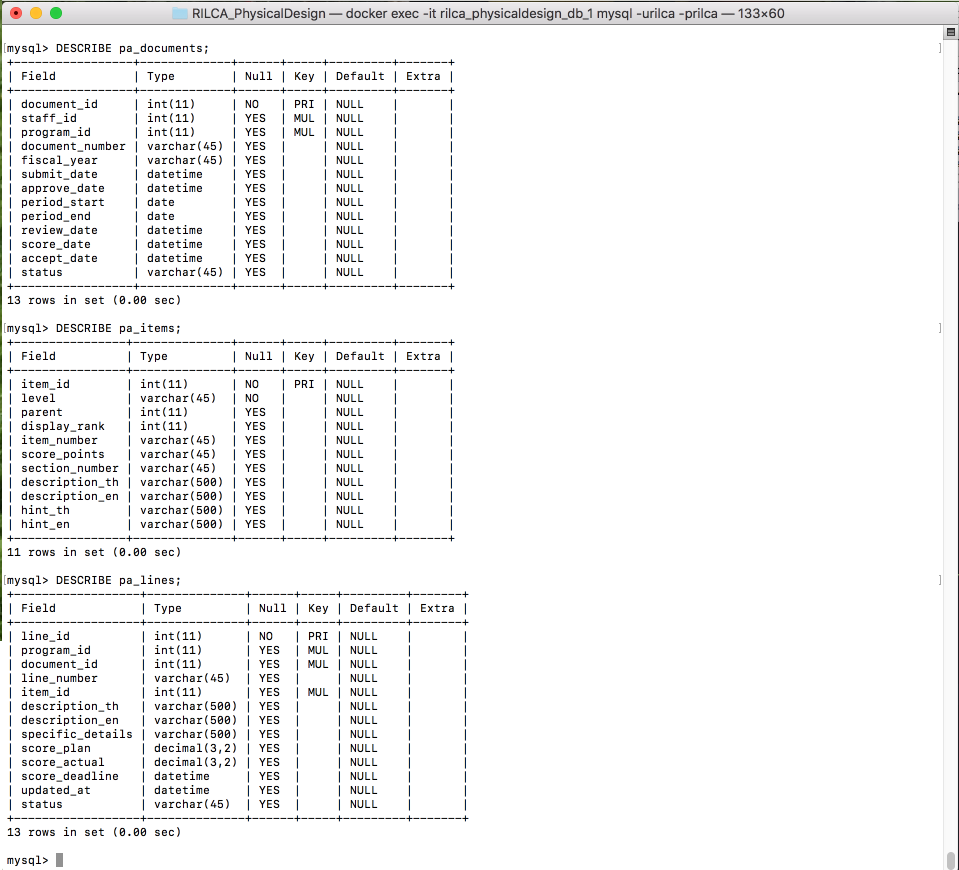 RILCA_PhysicalDesign — docker exec -it rilca_physicaldesign_db_1 mysql -urilca -prilca — 133×60
[mysql> DESCRIBE pa_documents; ]
+-----------------+-------------+------+-----+---------+-------+
| Field           | Type        | Null | Key | Default | Extra |
+-----------------+-------------+------+-----+---------+-------+
| document_id     | int(11)     | NO   | PRI | NULL    |       |
| staff_id        | int(11)     | YES  | MUL | NULL    |       |
| program_id      | int(11)     | YES  | MUL | NULL    |       |
| document_number | varchar(45) | YES  |     | NULL    |       |
| fiscal_year     | varchar(45) | YES  |     | NULL    |       |
| submit_date     | datetime    | YES  |     | NULL    |       |
| approve_date    | datetime    | YES  |     | NULL    |       |
| period_start    | date        | YES  |     | NULL    |       |
| period_end      | date        | YES  |     | NULL    |       |
| review_date     | datetime    | YES  |     | NULL    |       |
| score_date      | datetime    | YES  |     | NULL    |       |
| accept_date     | datetime    | YES  |     | NULL    |       |
| status          | varchar(45) | YES  |     | NULL    |       |
+-----------------+-------------+------+-----+---------+-------+
13 rows in set (0.00 sec)
[mysql> DESCRIBE pa_items; ]
+----------------+--------------+------+-----+---------+-------+
| Field          | Type         | Null | Key | Default | Extra |
+----------------+--------------+------+-----+---------+-------+
| item_id        | int(11)      | NO   | PRI | NULL    |       |
| level          | varchar(45)  | NO   |     | NULL    |       |
| parent         | int(11)      | YES  |     | NULL    |       |
| display_rank   | int(11)      | YES  |     | NULL    |       |
| item_number    | varchar(45)  | YES  |     | NULL    |       |
| score_points   | varchar(45)  | YES  |     | NULL    |       |
| section_number | varchar(45)  | YES  |     | NULL    |       |
| description_th | varchar(500) | YES  |     | NULL    |       |
| description_en | varchar(500) | YES  |     | NULL    |       |
| hint_th        | varchar(500) | YES  |     | NULL    |       |
| hint_en        | varchar(500) | YES  |     | NULL    |       |
+----------------+--------------+------+-----+---------+-------+
11 rows in set (0.00 sec)
[mysql> DESCRIBE pa_lines; ]
+------------------+--------------+------+-----+---------+-------+
| Field            | Type         | Null | Key | Default | Extra |
+------------------+--------------+------+-----+---------+-------+
| line_id          | int(11)      | NO   | PRI | NULL    |       |
| program_id       | int(11)      | YES  | MUL | NULL    |       |
| document_id      | int(11)      | YES  | MUL | NULL    |       |
| line_number      | varchar(45)  | YES  |     | NULL    |       |
| item_id          | int(11)      | YES  | MUL | NULL    |       |
| description_th   | varchar(500) | YES  |     | NULL    |       |
| description_en   | varchar(500) | YES  |     | NULL    |       |
| specific_details | varchar(500) | YES  |     | NULL    |       |
| score_plan       | decimal(3,2) | YES  |     | NULL    |       |
| score_actual     | decimal(3,2) | YES  |     | NULL    |       |
| score_deadline   | datetime     | YES  |     | NULL    |       |
| updated_at       | datetime     | YES  |     | NULL    |       |
| status           | varchar(45)  | YES  |     | NULL    |       |
+------------------+--------------+------+-----+---------+-------+
13 rows in set (0.00 sec)
mysql>